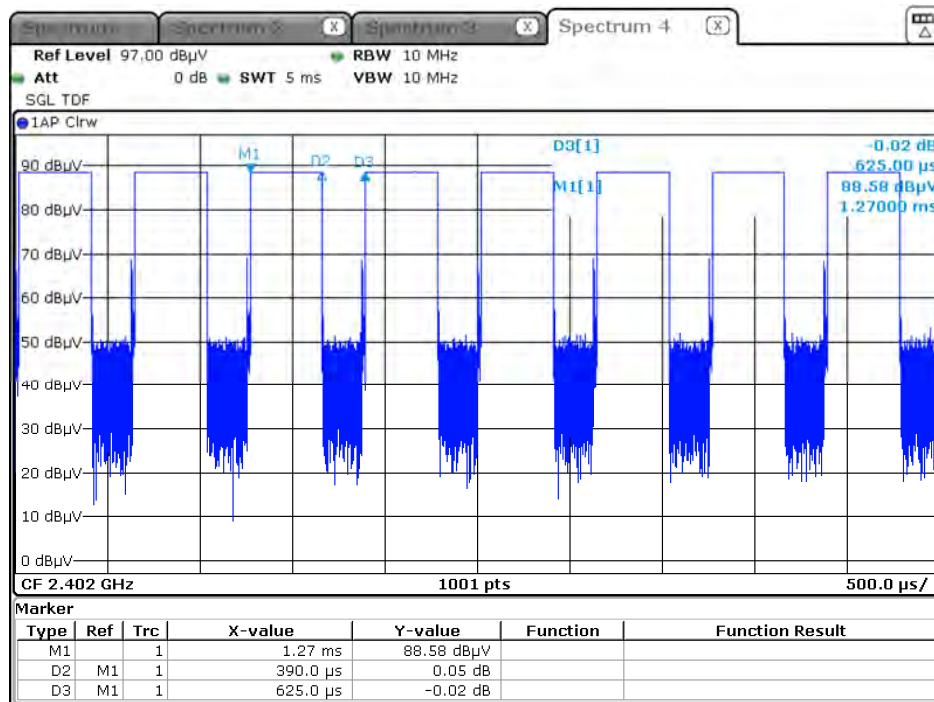 Spectrum Spectrum 2 X Spectrum 3 X Spectrum 4 X
Ref Level 97.00 dBµV RBW 10 MHz
Att 0 dB SWT 5 ms VBW 10 MHz
SGL TDF
1AP Clrw
D3[1] -0.02 dB
625.00 µs
M1[1] 88.58 dBµV
1.27000 ms
M1 D2 D3
90 dBµV
80 dBµV
70 dBµV
60 dBµV
50 dBµV
40 dBµV
30 dBµV
20 dBµV
10 dBµV
0 dBµV
CF 2.402 GHz 1001 pts 500.0 µs/
Marker
Type Ref Trc X-value Y-value Function Function Result
M1 1 1.27 ms 88.58 dBµV
D2 M1 1 390.0 µs 0.05 dB
D3 M1 1 625.0 µs -0.02 dB